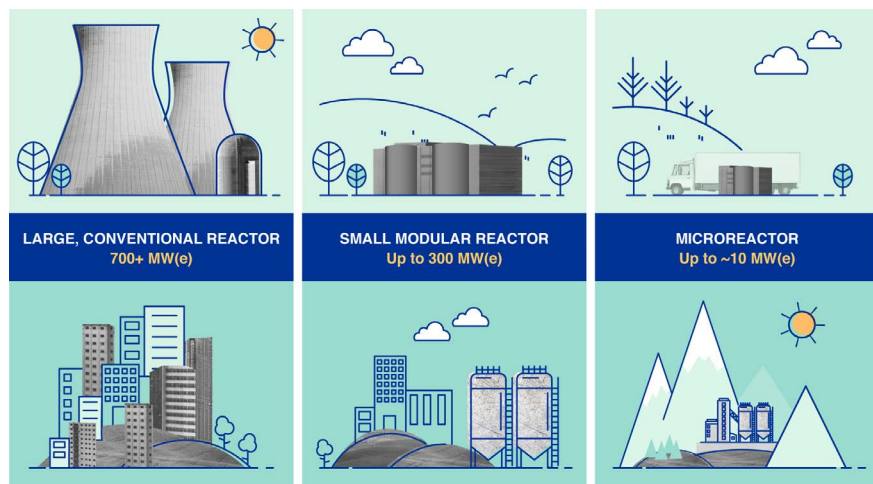 LARGE, CONVENTIONAL REACTOR
700+ MW(e)
SMALL MODULAR REACTOR
Up to 300 MW(e)
MICROREACTOR
Up to ~10 MW(e)